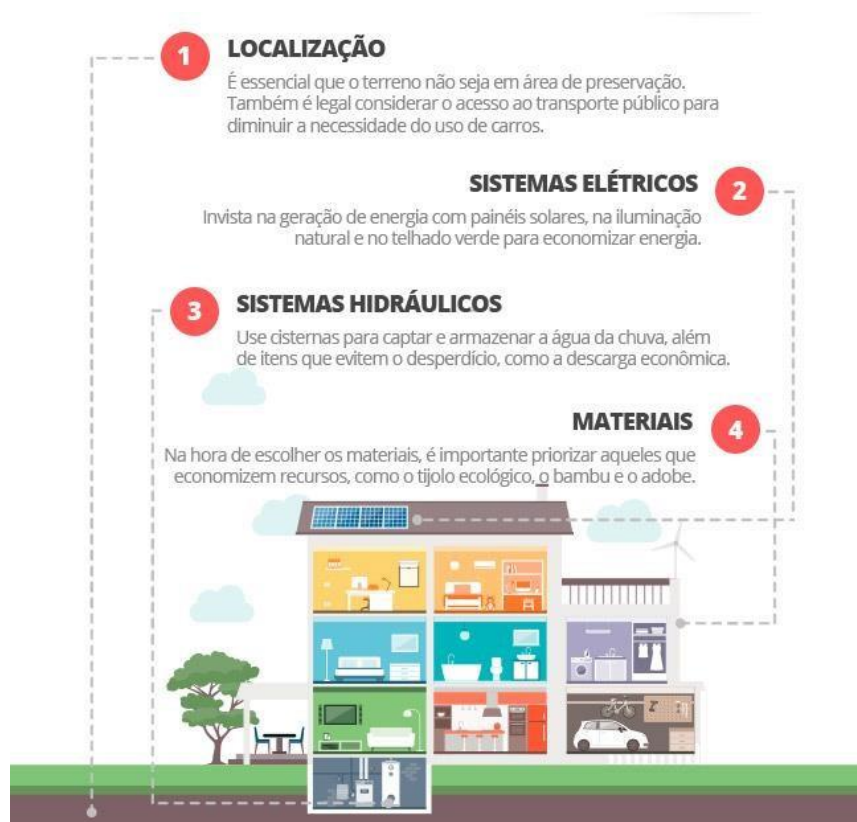 1
LOCALIZAÇÃO
É essencial que o terreno não seja em área de preservação.
Também é legal considerar o acesso ao transporte público para
diminuir a necessidade do uso de carros.
SISTEMAS ELÉTRICOS
2
Invista na geração de energia com painéis solares, na iluminação
natural e no telhado verde para economizar energia.
3
SISTEMAS HIDRÁULICOS
Use cisternas para captar e armazenar a água da chuva, além
de itens que evitem o desperdício, como a descarga econômica.
MATERIAIS
4
Na hora de escolher os materiais, é importante priorizar aqueles que
economizem recursos, como o tijolo ecológico, o bambu e o adobe.